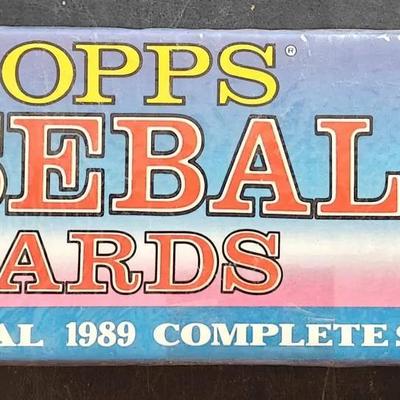 OPPS®
SEBAL
ARDS
AL 1989 COMPLETE S